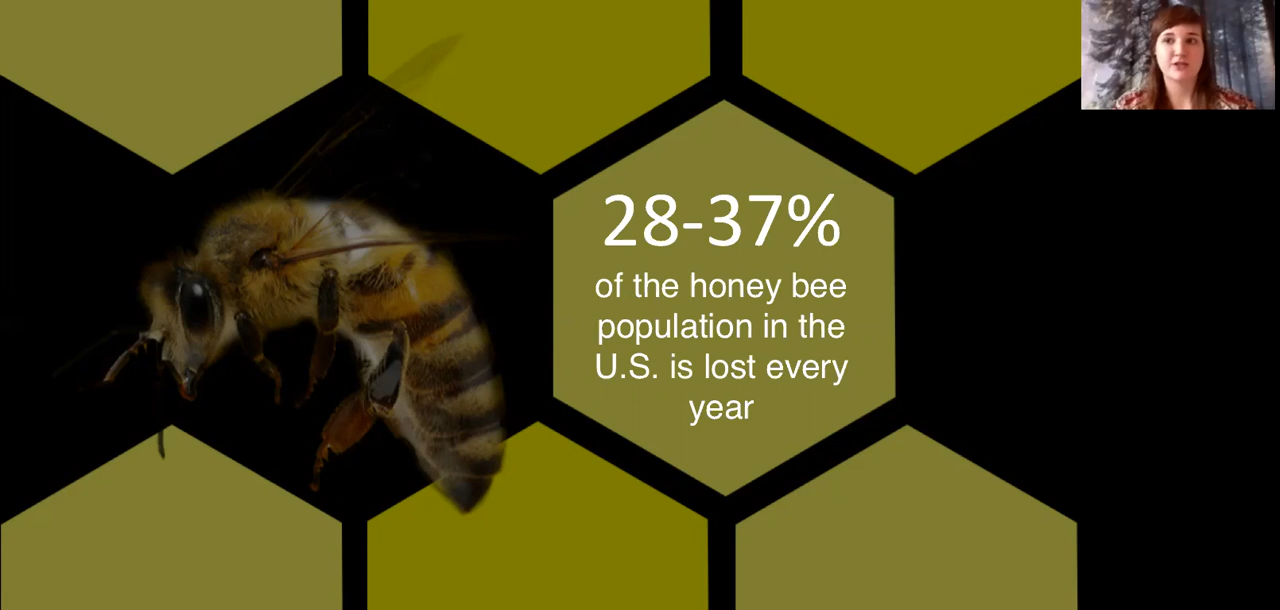 28-37%
of the honey bee
population in the
U.S. is lost every
year